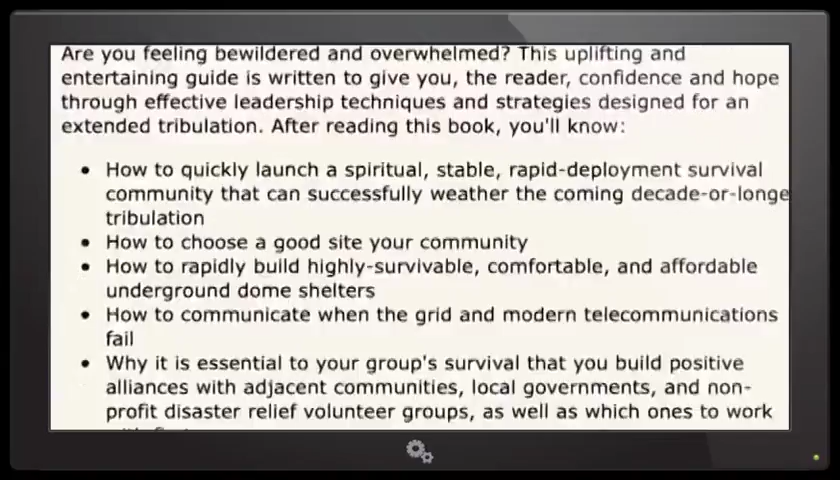 Are you feeling bewildered and overwhelmed? This uplifting and
entertaining guide is written to give you, the reader, confidence and hope
through effective leadership techniques and strategies designed for an
extended tribulation. After reading this book, you'll know:
• How to quickly launch a spiritual, stable, rapid-deployment survival
community that can successfully weather the coming decade-or-longe
tribulation
• How to choose a good site your community
• How to rapidly build highly-survivable, comfortable, and affordable
underground dome shelters
• How to communicate when the grid and modern telecommunications
fail
• Why it is essential to your group's survival that you build positive
alliances with adjacent communities, local governments, and non-
profit disaster relief volunteer groups, as well as which ones to work